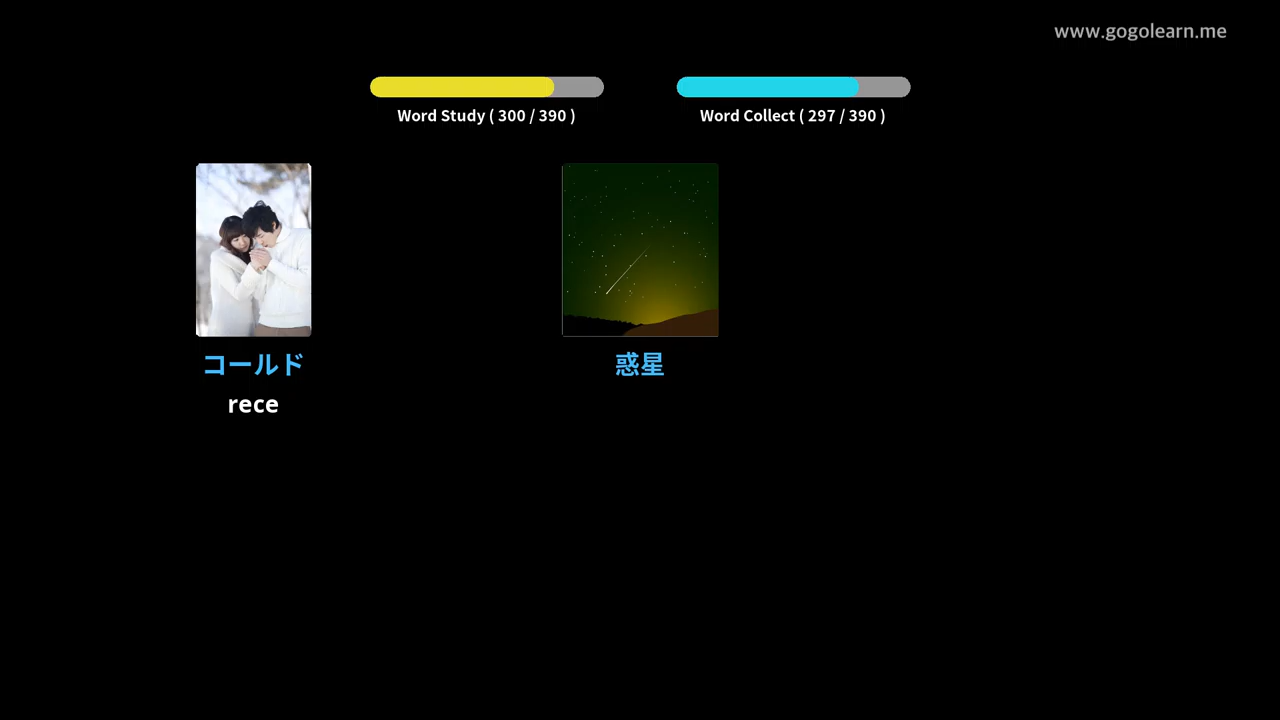 www.gogolearn.me
Word Study ( 300 / 390 )
Word Collect ( 297 / 390 )
コールド
惑星
rece